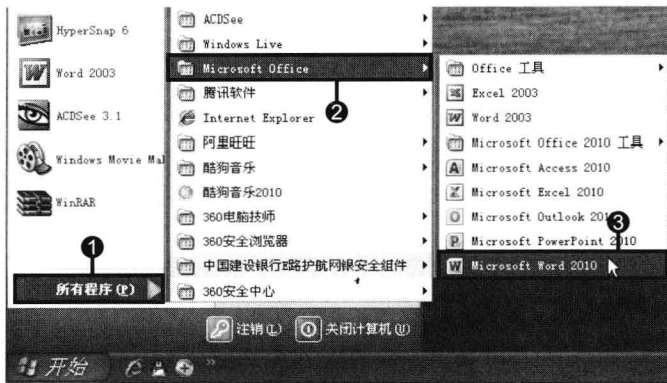 HyperSnap 6
Word 2003
ACDSee 3.1
Windows Movie Ma
WinRAR
1
所有程序(P)
ACDSee
Windows Live
Microsoft Office
2
腾讯软件
Internet Explorer
阿里旺旺
酷狗音乐
酷狗音乐2010
360电脑技师
360安全浏览器
中国建设银行E路护航网银安全组件
360安全中心
Office 工具
Excel 2003
Word 2003
Microsoft Office 2010 工具
Microsoft Access 2010
Microsoft Excel 2010
Microsoft Outlook 201
3
Microsoft PowerPoint 2010
Microsoft Word 2010
注销(L)
关闭计算机(U)
开始